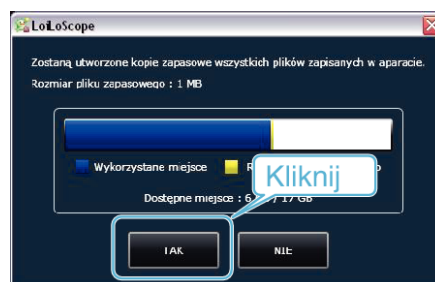 LoiLoScope
Zostaną utworzone kopie zapasowe wszystkich plików zapisanych w aparacie.
Rozmiar pliku zapasowego : 1 MB
Wykorzystane miejsce
Kliknij
Dostępne miejsce : 6 / 17 GB
TAK NIE